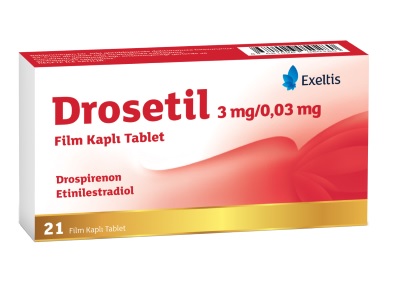 Exeltis
Drosetil 3 mg/0,03 mg
Film Kaplı Tablet
Drospirenon
Etinilestradiol
21 Film Kaplı Tablet